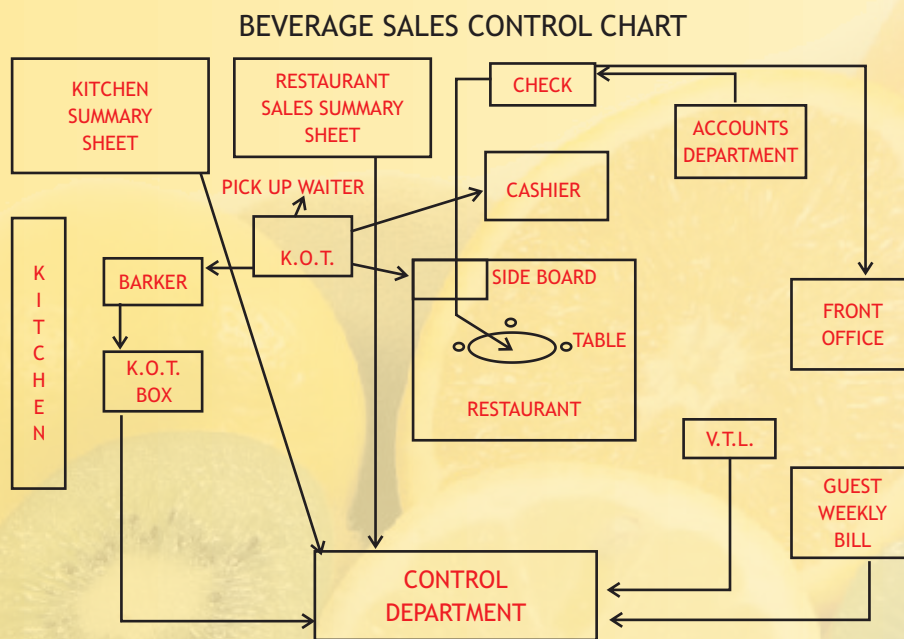 BEVERAGE SALES CONTROL CHART
KITCHEN
SUMMARY
SHEET
RESTAURANT
SALES SUMMARY
SHEET
CHECK
ACCOUNTS
DEPARTMENT
PICK UP WAITER
CASHIER
K.O.T.
KITCHEN
BARKER
SIDE BOARD
FRONT
OFFICE
TABLE
K.O.T.
BOX
RESTAURANT
V.T.L.
GUEST
WEEKLY
BILL
CONTROL
DEPARTMENT